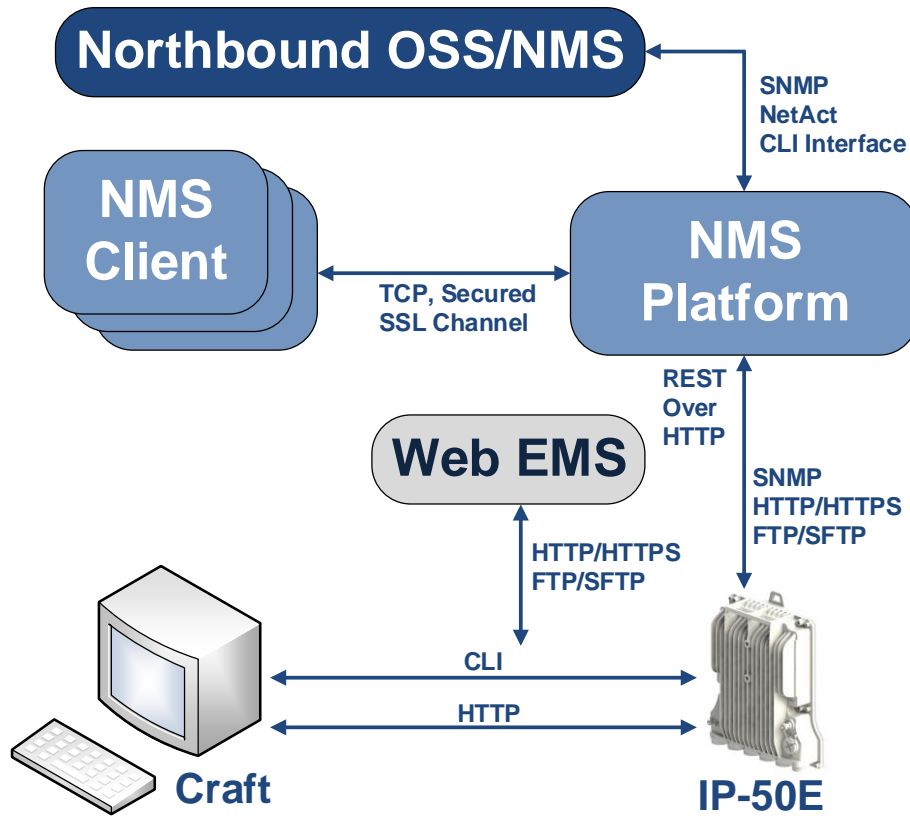 Northbound OSS/NMS
SNMP
NetAct
CLI Interface
NMS
Client
NMS
Platform
TCP, Secured
SSL Channel
REST
Over
HTTP
Web EMS
SNMP
HTTP/HTTPS
FTP/SFTP
HTTP/HTTPS
FTP/SFTP
CLI
HTTP
Craft
IP-50E